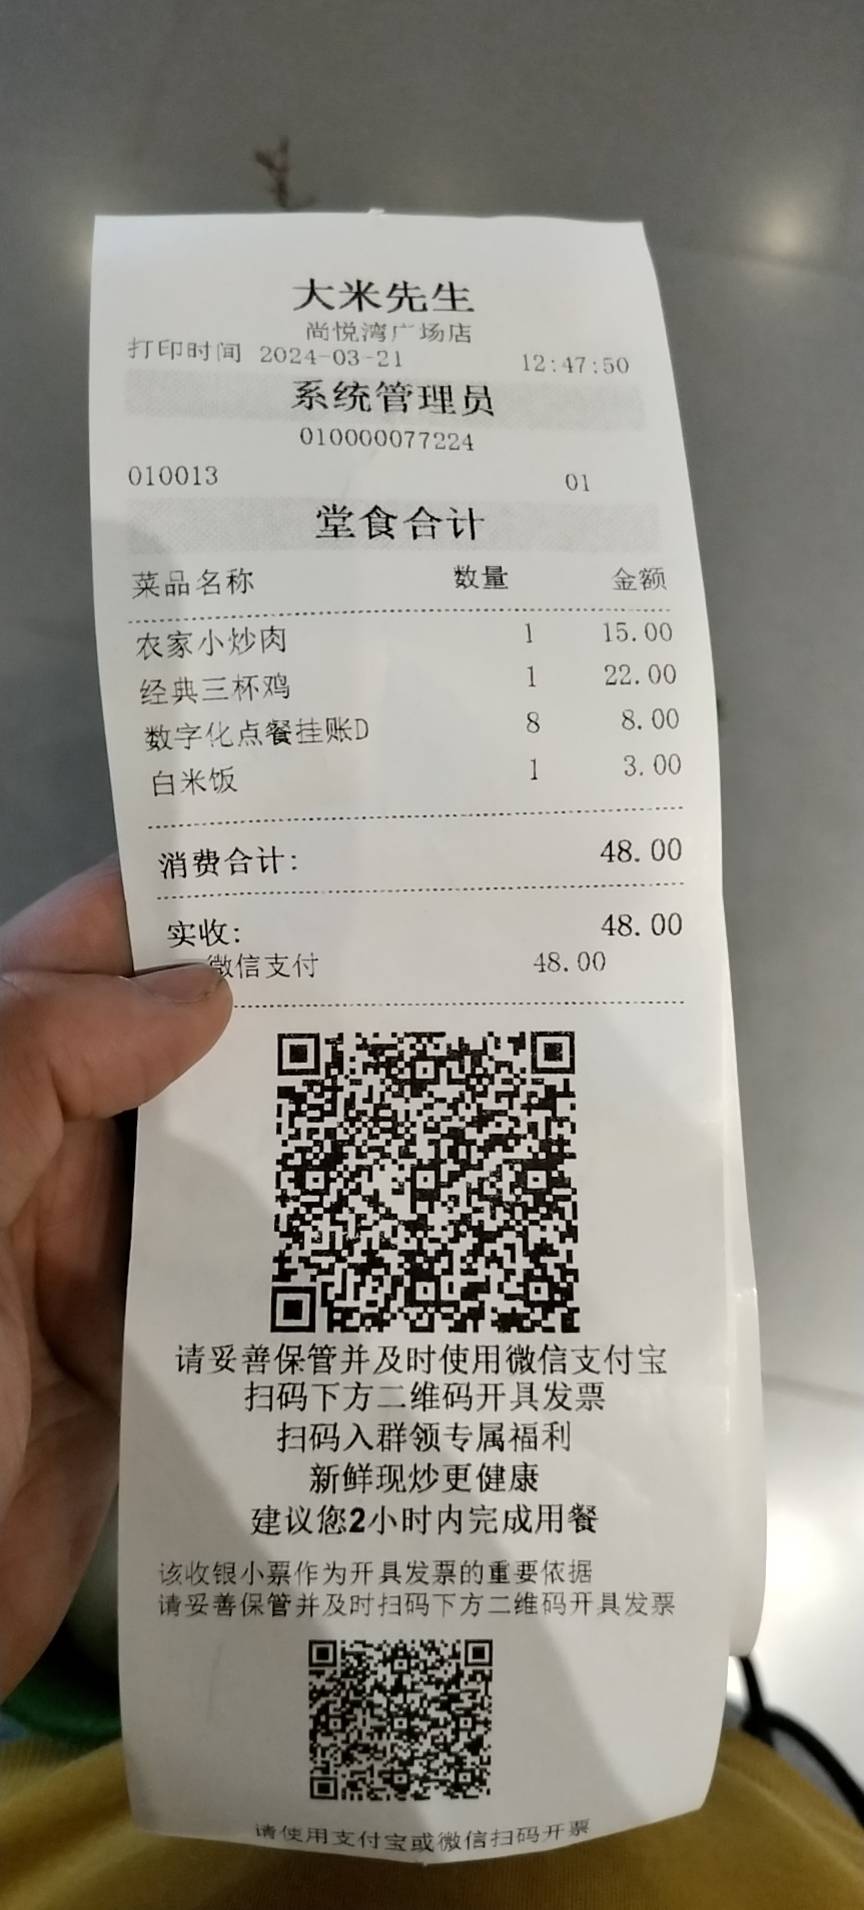 大米先生
尚悦湾广场店
打印时间 2024-03-21 12:47:50
系统管理员
010000077224
010013 01
堂食合计
菜品名称 数量 金额
农家小炒肉 1 15.00
经典三杯鸡 1 22.00
数字化点餐挂账D 8 8.00
白米饭 1 3.00
消费合计: 48.00
实收: 48.00
微信支付 48.00
请妥善保管并及时使用微信支付宝
扫码下方二维码开具发票
扫码入群领专属福利
新鲜现炒更健康
建议您2小时内完成用餐
该收银小票作为开具发票的重要依据
请妥善保管并及时扫码下方二维码开具发票
请使用支付宝或微信扫码开票